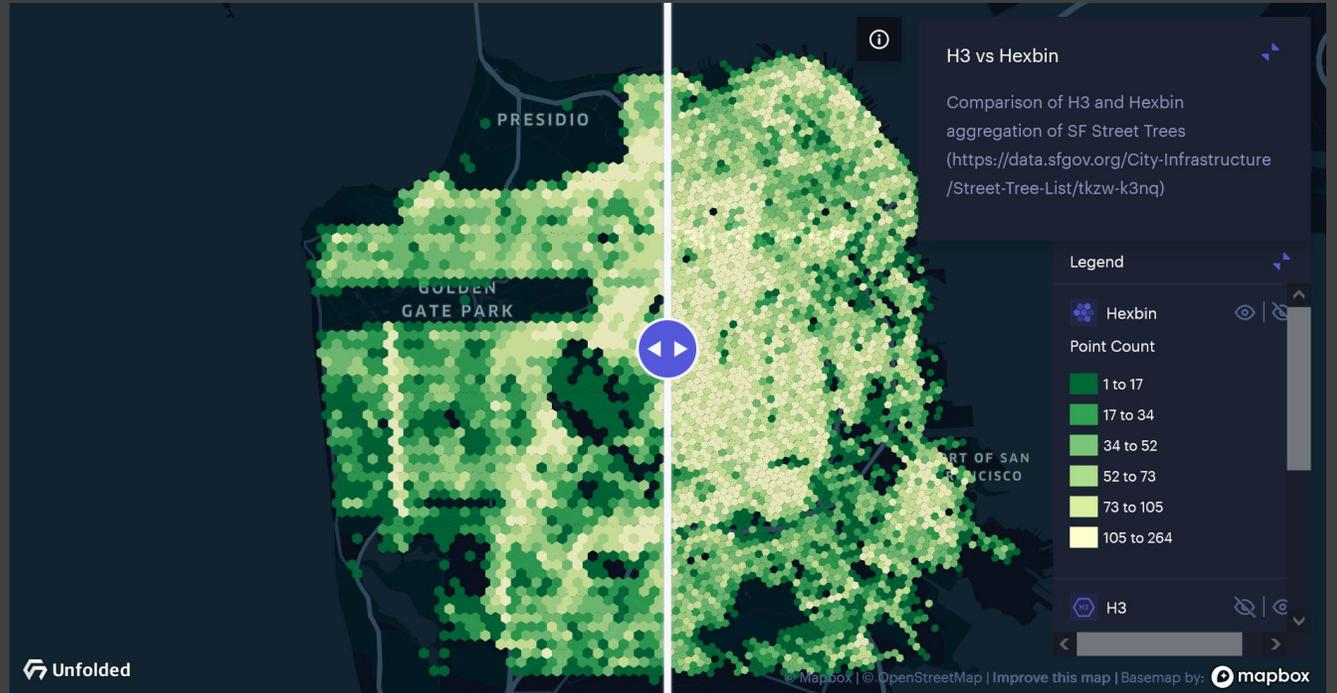 PRESIDIO
GOLDEN
GATE PARK
H3 vs Hexbin
Comparison of H3 and Hexbin
aggregation of SF Street Trees
(https://data.sfgov.org/City-Infrastructure
/Street-Tree-List/tkzw-k3nq)
Legend
Hexbin
Point Count
1 to 17
17 to 34
34 to 52
52 to 73
73 to 105
105 to 264
H3
H3
RT OF SAN
CISCO
Unfolded
© Mapbox | © OpenStreetMap | Improve this map | Basemap by: mapbox